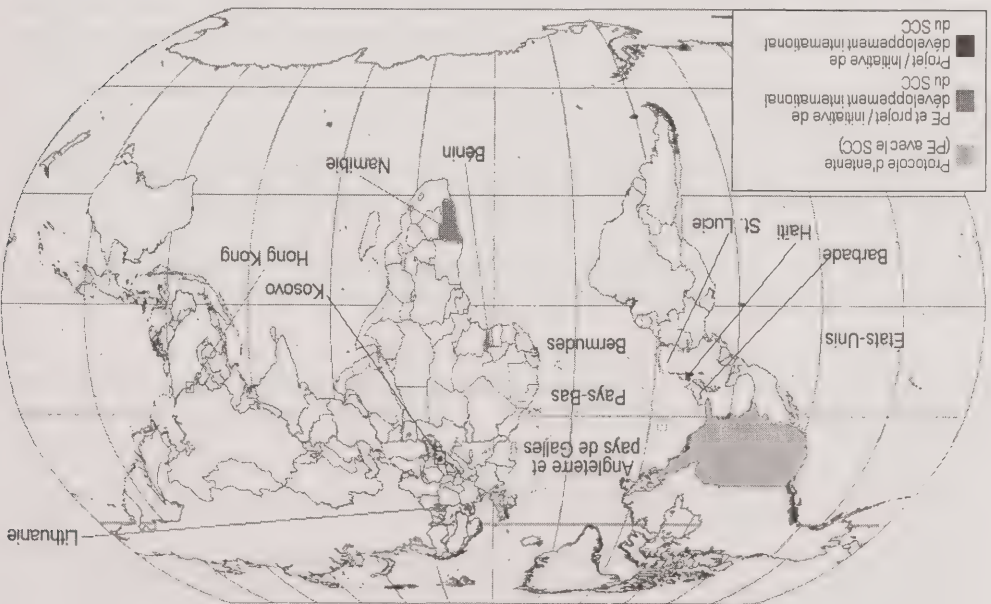 Lithuanie
Angleterre et
pays de Galles
Pays-Bas
Etats-Unis
Bermudes
Kosovo
Hong Kong
Barbade
Haïti
St. Lucie
Bénin
Namibie
Protocole d'entente
(PE avec le SCC)
PE et projet / initiative de
développement international
du SCC
Projet / Initiative de
développement international
du SCC